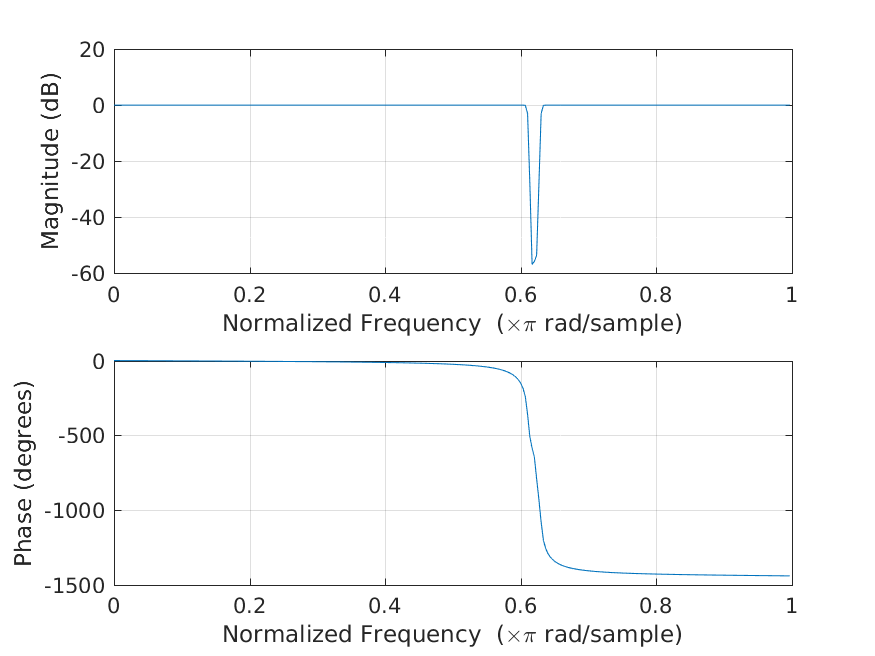 20
0
-20
-40
-60
Magnitude (dB)
0 0.2 0.4 0.6 0.8 1
Normalized Frequency (×π rad/sample)
0
-500
-1000
-1500
Phase (degrees)
0 0.2 0.4 0.6 0.8 1
Normalized Frequency (×π rad/sample)